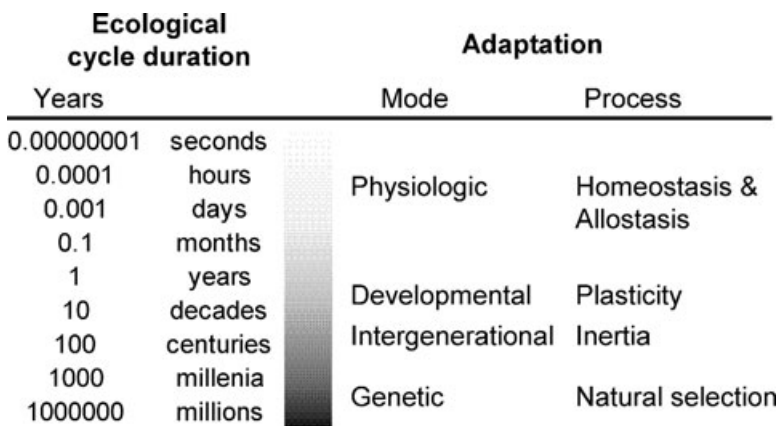 Ecological
cycle duration
Adaptation
Years Mode Process
0.00000001 seconds
0.0001 hours
Physiologic Homeostasis &
0.001 days
Allostasis
0.1 months
1 years
Developmental Plasticity
10 decades
Intergenerational Inertia
100 centuries
1000 millenia
Genetic Natural selection
1000000 millions